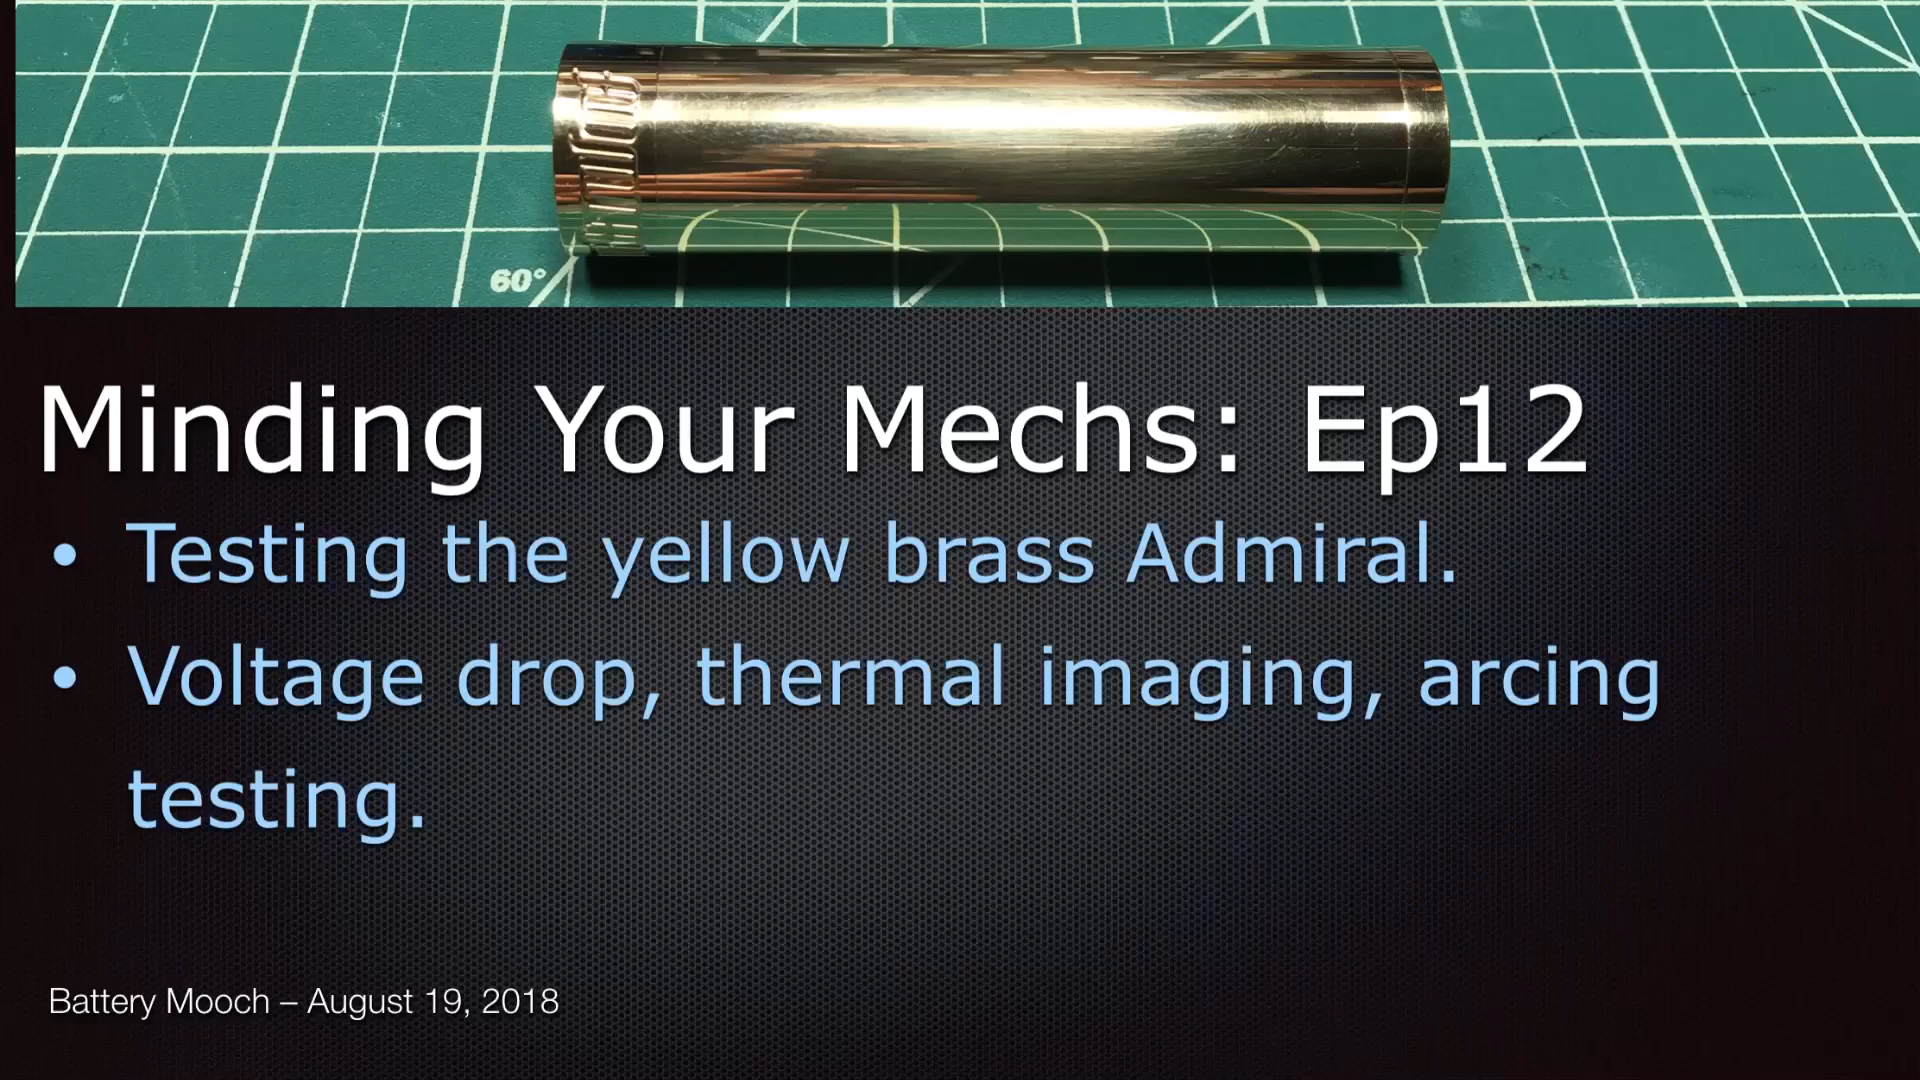 60°
Minding Your Mechs: Ep12
• Testing the yellow brass Admiral.
• Voltage drop, thermal imaging, arcing
testing.
Battery Mooch – August 19, 2018